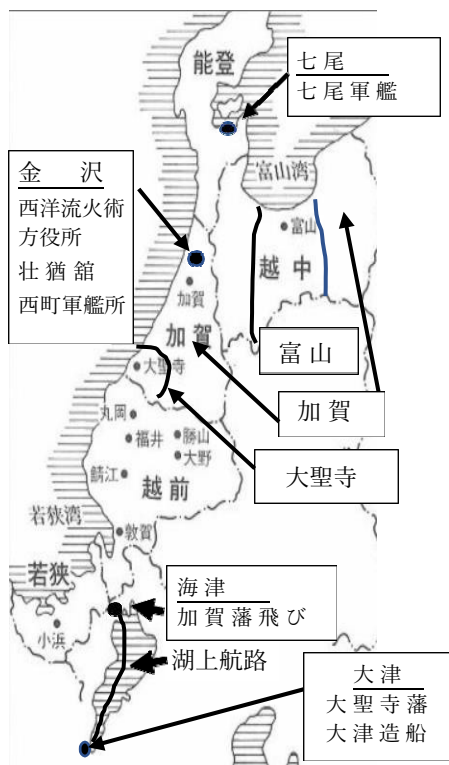 能登
七尾
七尾軍艦
金沢
西洋流火術
方役所
壮猶舘
西町軍艦所
富山湾
富山
越中
加賀
加賀
富山
加賀
大聖寺
大聖寺
丸岡
福井
勝山
大野
鯖江
越前
若狭湾
敦賀
若狭
小浜
海津
加賀藩飛び
湖上航路
大津
大聖寺藩
大津造船